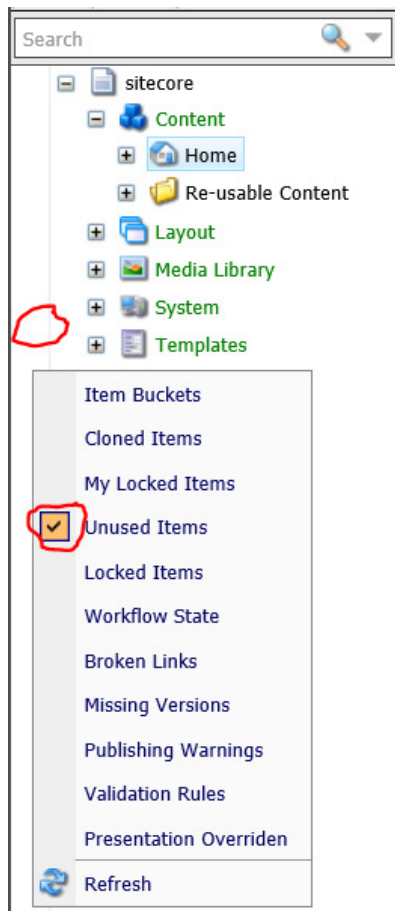 Search
sitecore
Content
Home
Re-usable Content
Layout
Media Library
System
Templates
Item Buckets
Cloned Items
My Locked Items
Unused Items
Locked Items
Workflow State
Broken Links
Missing Versions
Publishing Warnings
Validation Rules
Presentation Overriden
Refresh